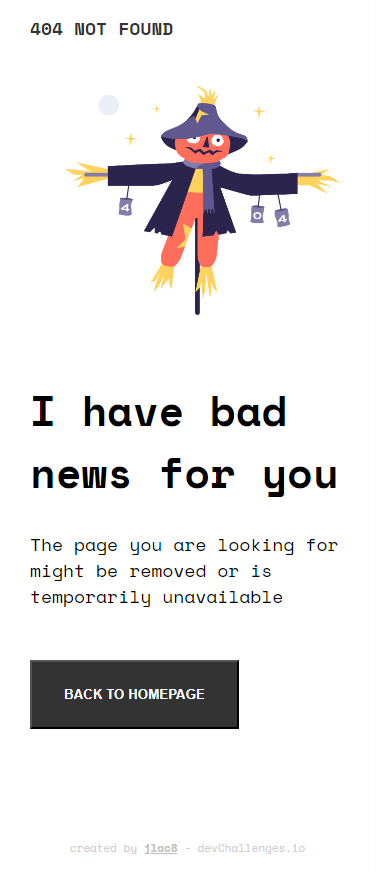 404 NOT FOUND
4 0 4
I have bad
news for you
The page you are looking for
might be removed or is
temporarily unavailable
BACK TO HOMEPAGE
created by jlac8 - devChallenges.io